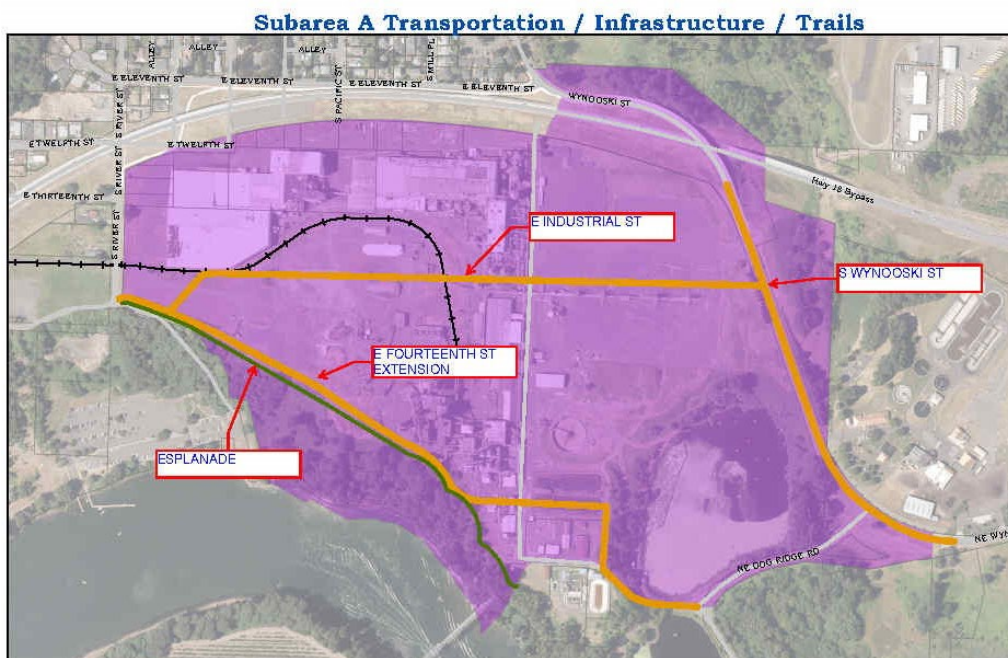 Subarea A Transportation / Infrastructure / Trails
ALLEY
ALLEY
S MILL PL
S PACIFIC ST
S RIVER ST
E ELEVENTH ST
E ELEVENTH ST
E ELEVENTH ST
E ELEVENTH ST
WYNOOSKI ST
E TWELFTH ST
E TWELFTH ST
S RIVER ST
E THIRTEENTH ST
Hwy 18 Bypass
S RIVER ST
E INDUSTRIAL ST
S WYNOOSKI ST
E FOURTEENTH ST
EXTENSION
ESPLANADE
NE WYN
NE DOG RIDGE RD